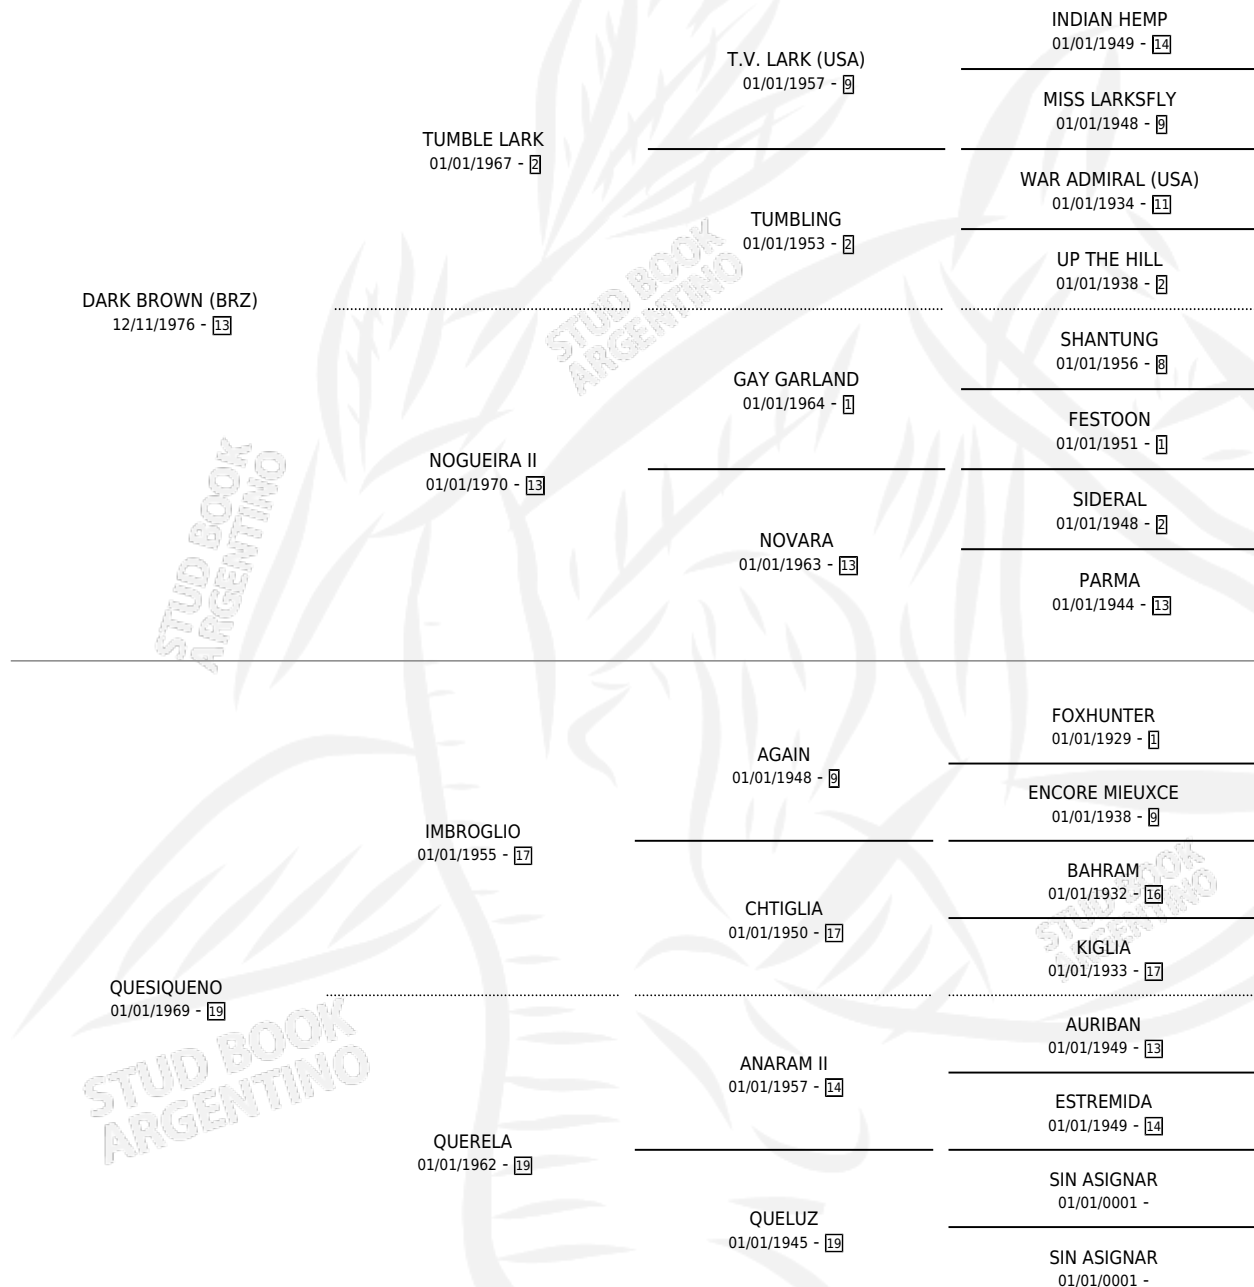 INDIAN HEMP
01/01/1949 - 14
T.V. LARK (USA)
01/01/1957 - 9
MISS LARKSFLY
01/01/1948 - 9
TUMBLE LARK
01/01/1967 - 2
WAR ADMIRAL (USA)
01/01/1934 - 11
TUMBLING
01/01/1953 - 2
UP THE HILL
01/01/1938 - 2
DARK BROWN (BRZ)
12/11/1976 - 13
SHANTUNG
01/01/1956 - 8
GAY GARLAND
01/01/1964 - 1
FESTOON
01/01/1951 - 1
NOGUEIRA II
01/01/1970 - 13
SIDERAL
01/01/1948 - 2
NOVARA
01/01/1963 - 13
PARMA
01/01/1944 - 13
FOXHUNTER
01/01/1929 - 1
AGAIN
01/01/1948 - 9
ENCORE MIEUXCE
01/01/1938 - 9
IMBROGLIO
01/01/1955 - 17
BAHRAM
01/01/1932 - 16
CHTIGLIA
01/01/1950 - 17
KIGLIA
01/01/1933 - 17
QUESIQUENO
01/01/1969 - 19
AURIBAN
01/01/1949 - 13
ANARAM II
01/01/1957 - 14
ESTREMIDA
01/01/1949 - 14
QUERELA
01/01/1962 - 19
SIN ASIGNAR
01/01/0001 -
QUELUZ
01/01/1945 - 19
SIN ASIGNAR
01/01/0001 -
STUD BOOK
ARGENTINO
STUD BOOK
ARGENTINO
STUD BOOK
ARGENTINO
STUD BOOK
ARGENTINO